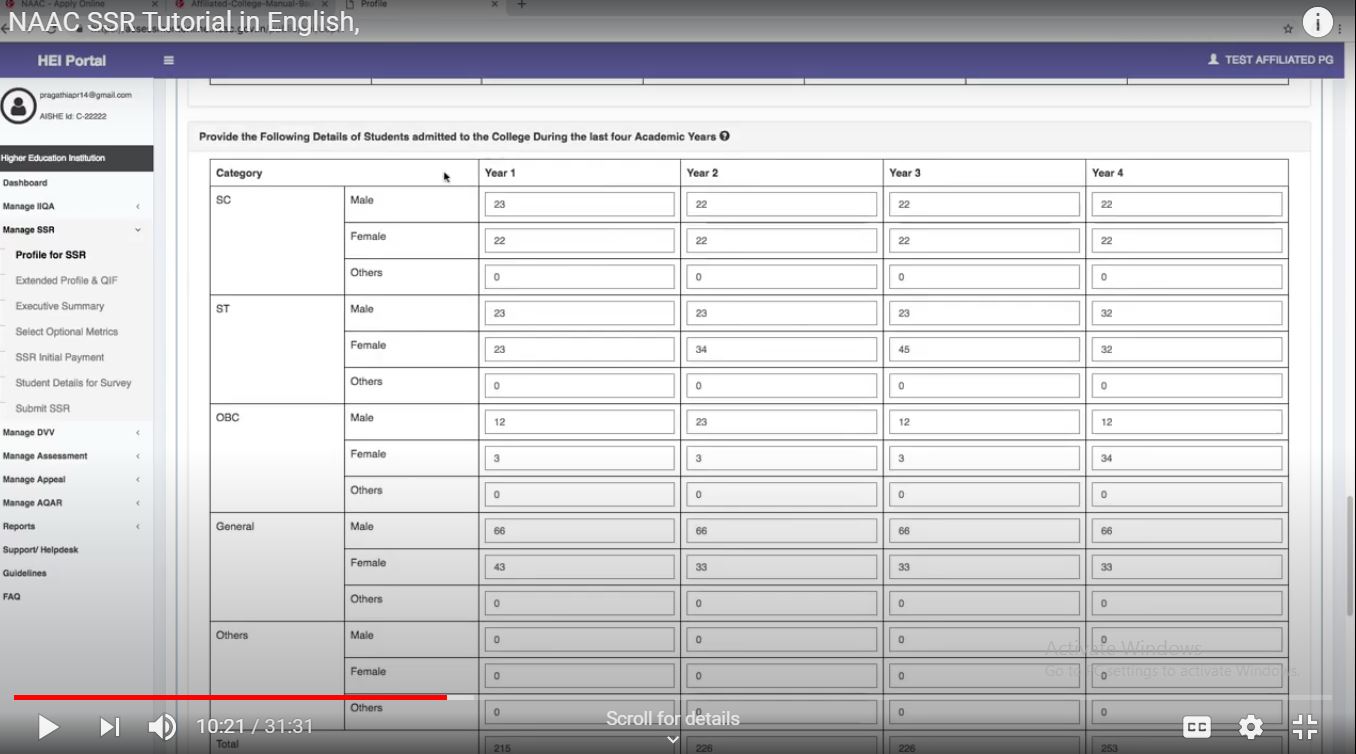 NAAC - Apply Online
Affiliated-College-Manual-9a
Profile
NAAC SSR Tutorial in English,
HEI Portal
TEST AFFILIATED PG
pragathiapr14@gmail.com
AISHE Id: C-22222
Higher Education Institution
Dashboard
Manage IIQA
Manage SSR
Profile for SSR
Extended Profile & QIF
Executive Summary
Select Optional Metrics
SSR Initial Payment
Student Details for Survey
Submit SSR
Manage DVV
Manage Assessment
Manage Appeal
Manage AQAR
Reports
Support/ Helpdesk
Guidelines
FAQ
Provide the Following Details of Students admitted to the College During the last four Academic Years
Category Year 1 Year 2 Year 3 Year 4
SC Male 23 22 22 22
Female 22 22 22 22
Others 0 0 0 0
ST Male 23 23 23 32
Female 23 34 45 32
Others 0 0 0 0
OBC Male 12 23 12 12
Female 3 3 3 34
Others 0 0 0 0
General Male 66 66 66 66
Female 43 33 33 33
Others 0 0 0 0
Others Male 0 0 0 0
Female 0 0 0 0
Others 0 0 0 0
Total 215 226 226 253
Activate Windows
Go to PC settings to activate Windows.
10:21 / 31:31
Scroll for details
CC